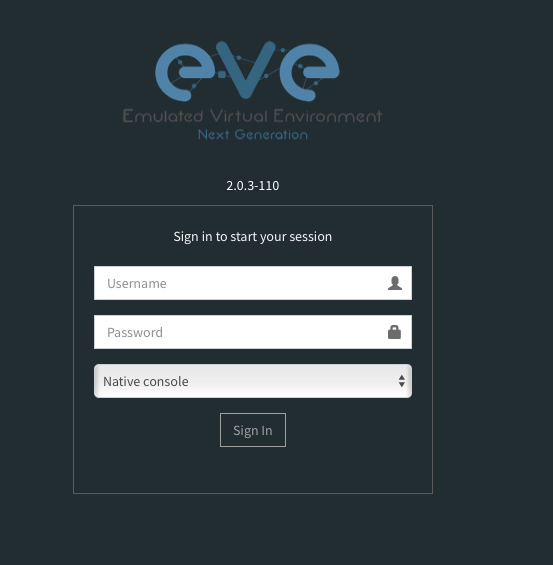 eve
Emulated Virtual Environment
Next Generation
2.0.3-110
Sign in to start your session
Username
Password
Native console
Sign In